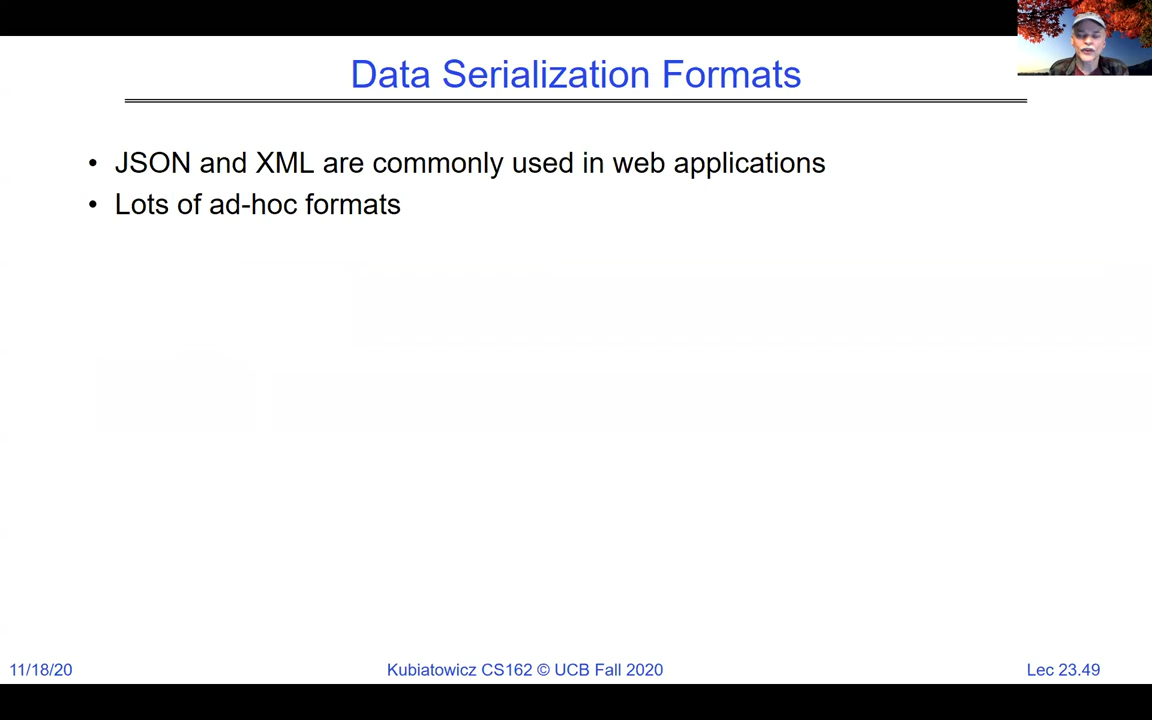 Data Serialization Formats
• JSON and XML are commonly used in web applications
• Lots of ad-hoc formats
11/18/20
Kubiatowicz CS162 © UCB Fall 2020
Lec 23.49